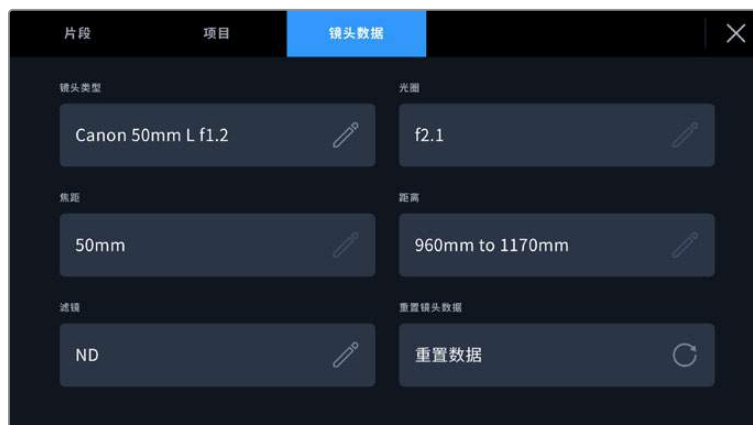 片段 项目 镜头数据
镜头类型 光圈
Canon 50mm L f1.2 f2.1
焦距 距离
50mm 960mm to 1170mm
滤镜 重置镜头数据
ND 重置数据